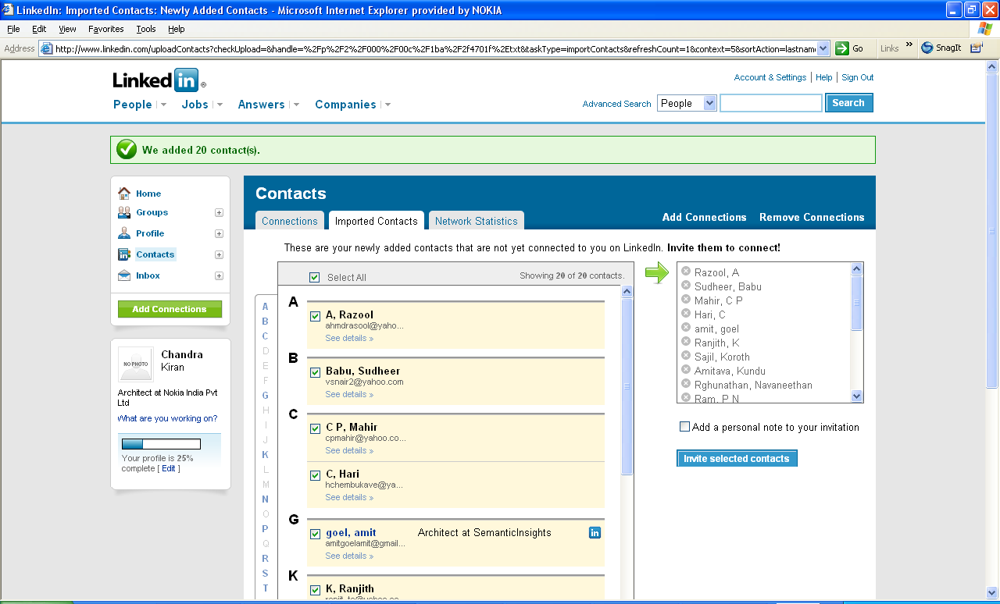 LinkedIn: Imported Contacts: Newly Added Contacts - Microsoft Internet Explorer provided by NOKIA
File Edit View Favorites Tools Help
Address http://www.linkedin.com/uploadContacts?checkUpload=&handle=%2Fp%2F2%2F000%2F00c%2F1ba%2F2f4701f%2Etxt&taskType=importContacts&refreshCount=1&context=5&sortAction=lastname Go Links » SnagIt
Linked in ®
Account & Settings | Help | Sign Out
People Jobs Answers Companies
Advanced Search People Search
We added 20 contact(s).
Home
Groups
Profile
Contacts
Inbox
Add Connections
NO PHOTO
Chandra
Kiran
Architect at Nokia India Pvt
Ltd
What are you working on?
Your profile is 25%
complete [ Edit ]
Contacts
Connections Imported Contacts Network Statistics
Add Connections Remove Connections
These are your newly added contacts that are not yet connected to you on LinkedIn. Invite them to connect!
Select All Showing 20 of 20 contacts.
A
B
C
D
E
F
G
H
I
J
K
L
M
N
O
P
Q
R
S
T
A
A, Razool
ahmdrasool@yaho...
See details »
B
Babu, Sudheer
vsnair2@yahoo.com
See details »
C
C P, Mahir
cpmahir@yahoo.co...
See details »
C, Hari
hchembukave@ya...
See details »
G
goel, amit Architect at SemanticInsights in
amitgoelamit@gmail...
See details »
K
K, Ranjith
Razool, A
Sudheer, Babu
Mahir, C P
Hari, C
amit, goel
Ranjith, K
Sajil, Koroth
Amitava, Kundu
Rghunathan, Navaneethan
Ram, P N
Add a personal note to your invitation
Invite selected contacts